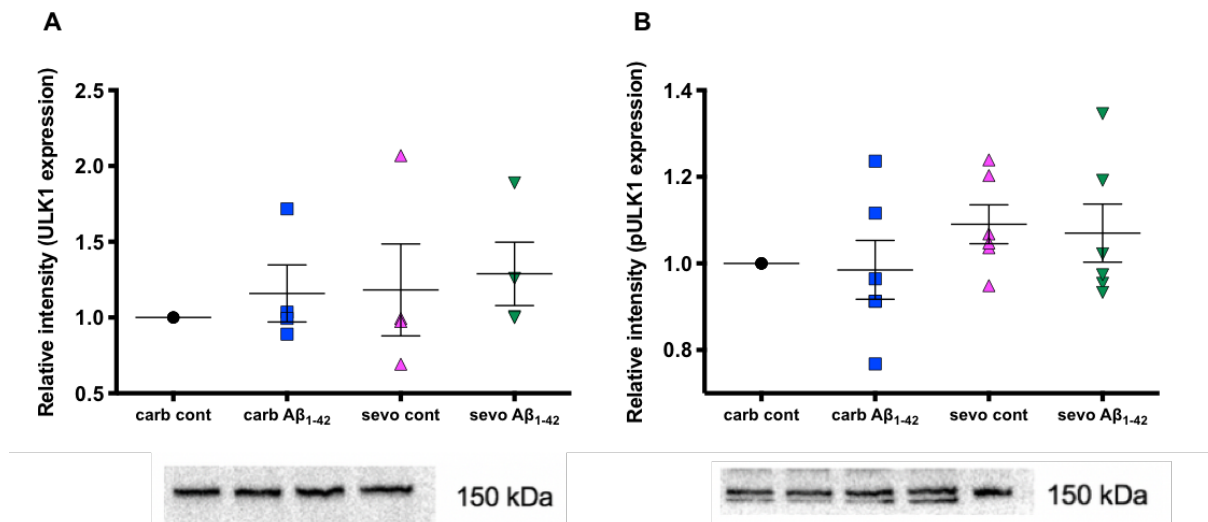 A
Relative intensity (ULK1 expression)
2.5
2.0
1.5
1.0
0.5
carb cont
carb Aβ₁₋₄₂
sevo cont
sevo Aβ₁₋₄₂
150 kDa
B
Relative intensity (pULK1 expression)
1.4
1.2
1.0
0.8
carb cont
carb Aβ₁₋₄₂
sevo cont
sevo Aβ₁₋₄₂
150 kDa